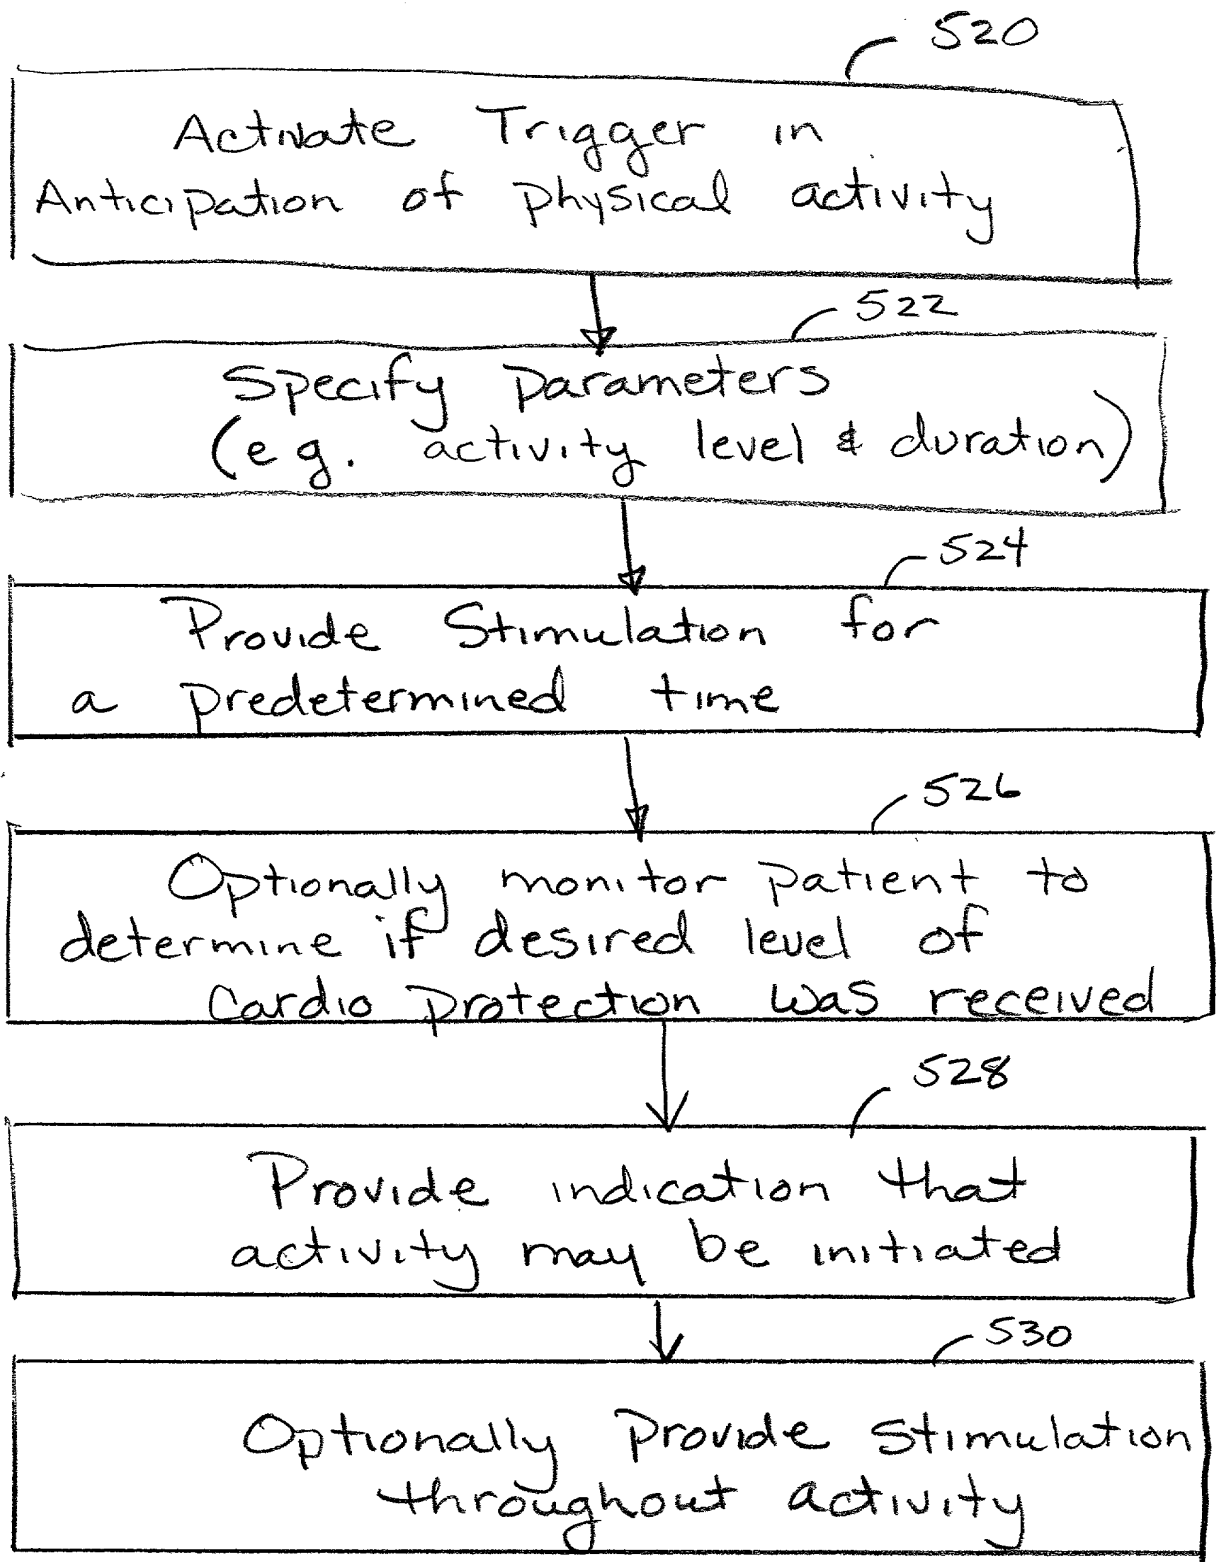 520
Activate Trigger in
Anticipation of physical activity
522
Specify parameters
(e g. activity level & duration)
524
Provide Stimulation for
a predetermined time
526
Optionally monitor patient to
determine if desired level of
Cardio protection was received
528
Provide indication that
activity may be initiated
530
Optionally provide stimulation
throughout activity